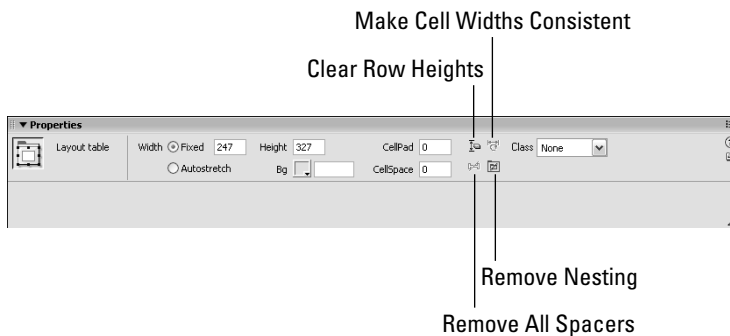 Make Cell Widths Consistent
Clear Row Heights
Properties
Layout table Width Fixed 247 Height 327 CellPad 0 Class None
Autostretch Bg CellSpace 0
Remove Nesting
Remove All Spacers